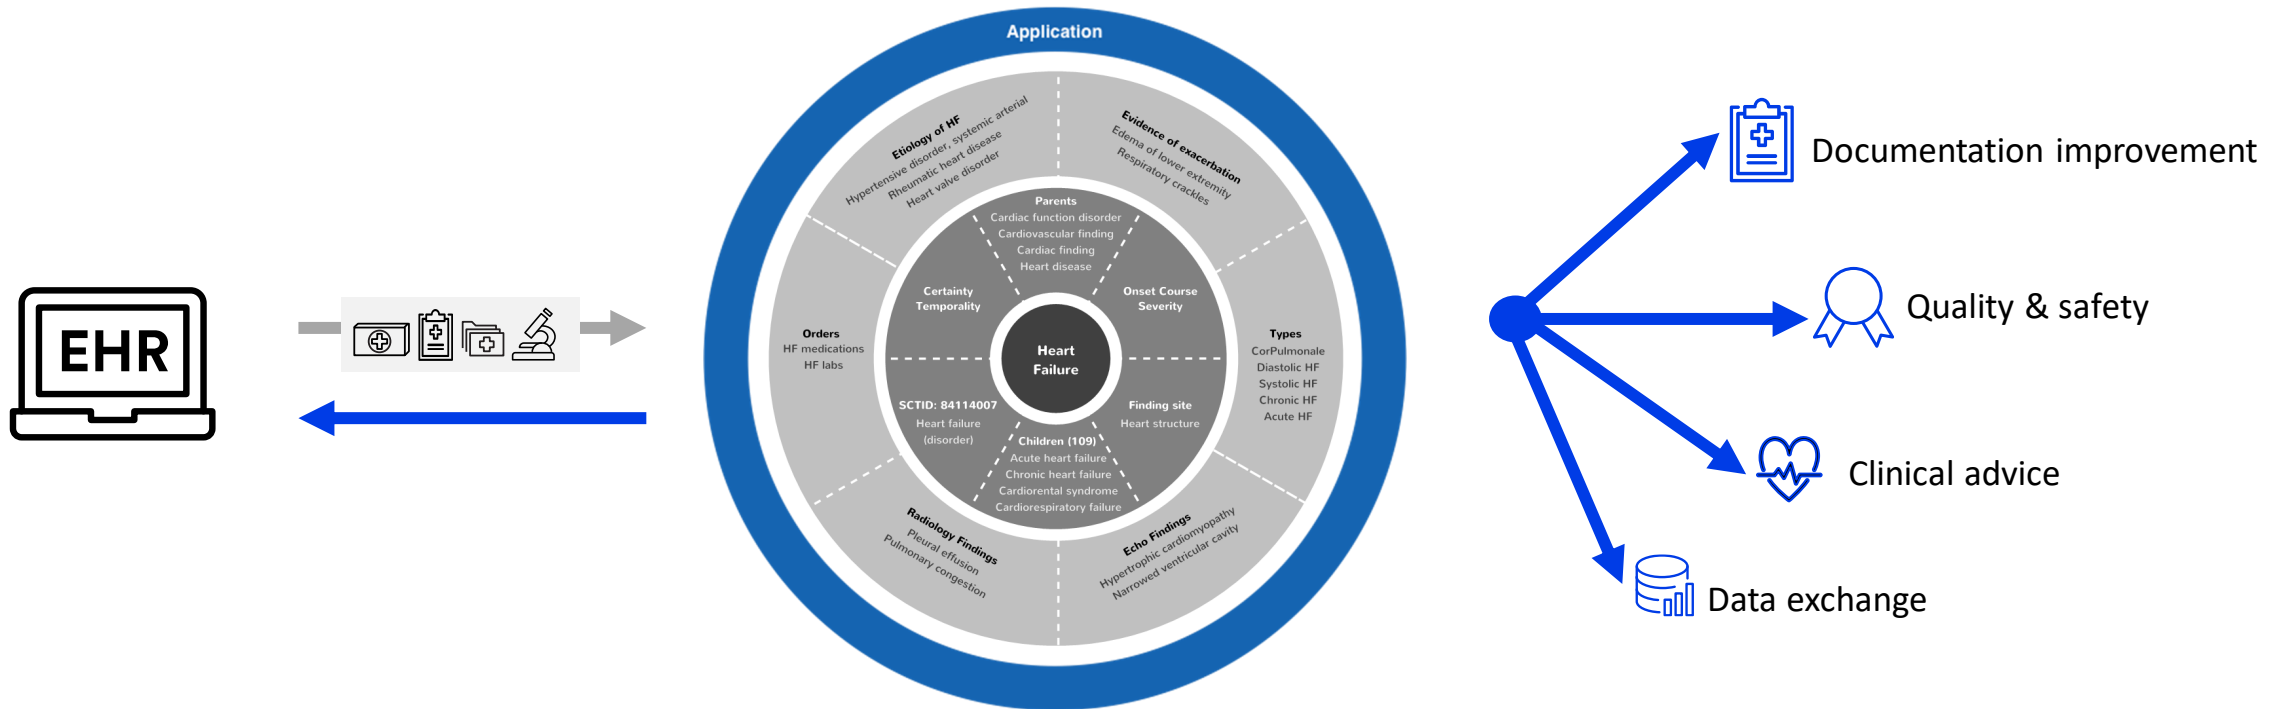 EHR
Application
Etiology of HF
Hypertensive disorder, systemic arterial
Rheumatic heart disease
Heart valve disorder
Evidence of exacerbation
Edema of lower extremity
Respiratory crackles
Orders
HF medications
HF labs
Types
CorPulmonale
Diastolic HF
Systolic HF
Chronic HF
Acute HF
Radiology Findings
Pleural effusion
Pulmonary congestion
Echo Findings
Hypertrophic cardiomyopathy
Narrowed ventricular cavity
Parents
Cardiac function disorder
Cardiovascular finding
Cardiac finding
Heart disease
Certainty
Temporality
Onset Course
Severity
SCTID: 84114007
Heart failure
(disorder)
Finding site
Heart structure
Children (109)
Acute heart failure
Chronic heart failure
Cardiorental syndrome
Cardiorespiratory failure
Heart
Failure
Documentation improvement
Quality & safety
Clinical advice
Data exchange